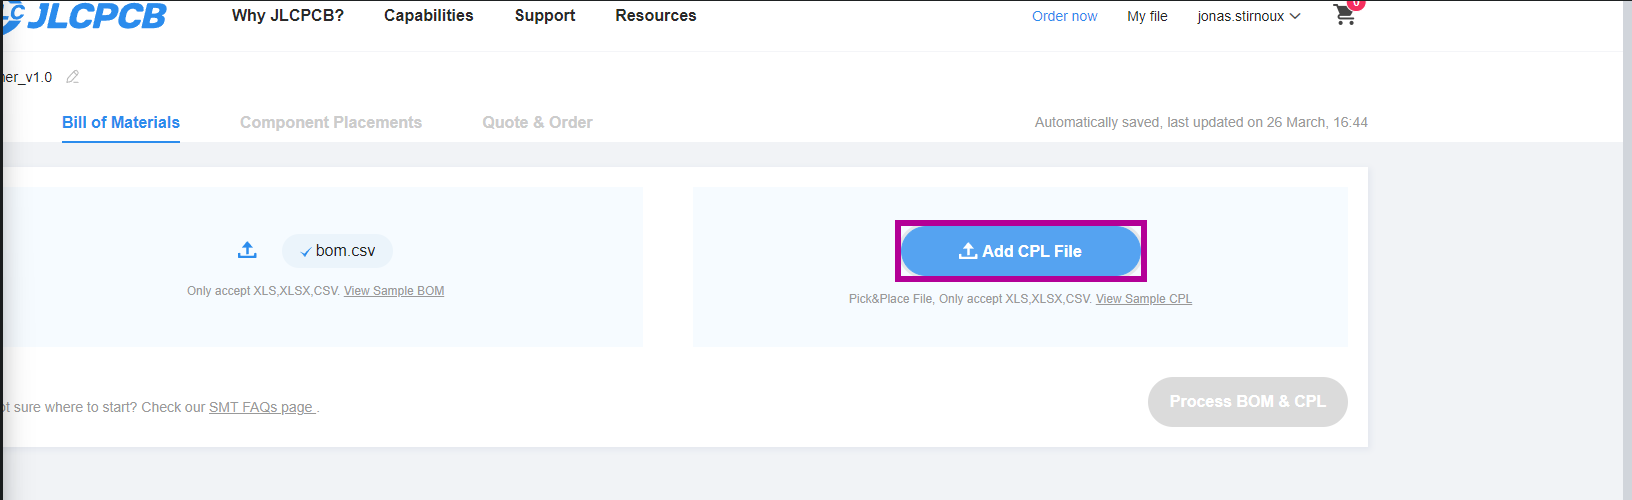 JLCPCB Why JLCPCB? Capabilities Support Resources Order now My file jonas.stirnoux 0
ner_v1.0
Bill of Materials Component Placements Quote & Order Automatically saved, last updated on 26 March, 16:44
bom.csv Add CPL File
Only accept XLS,XLSX,CSV. View Sample BOM Pick&Place File, Only accept XLS,XLSX,CSV. View Sample CPL
ot sure where to start? Check our SMT FAQs page . Process BOM & CPL